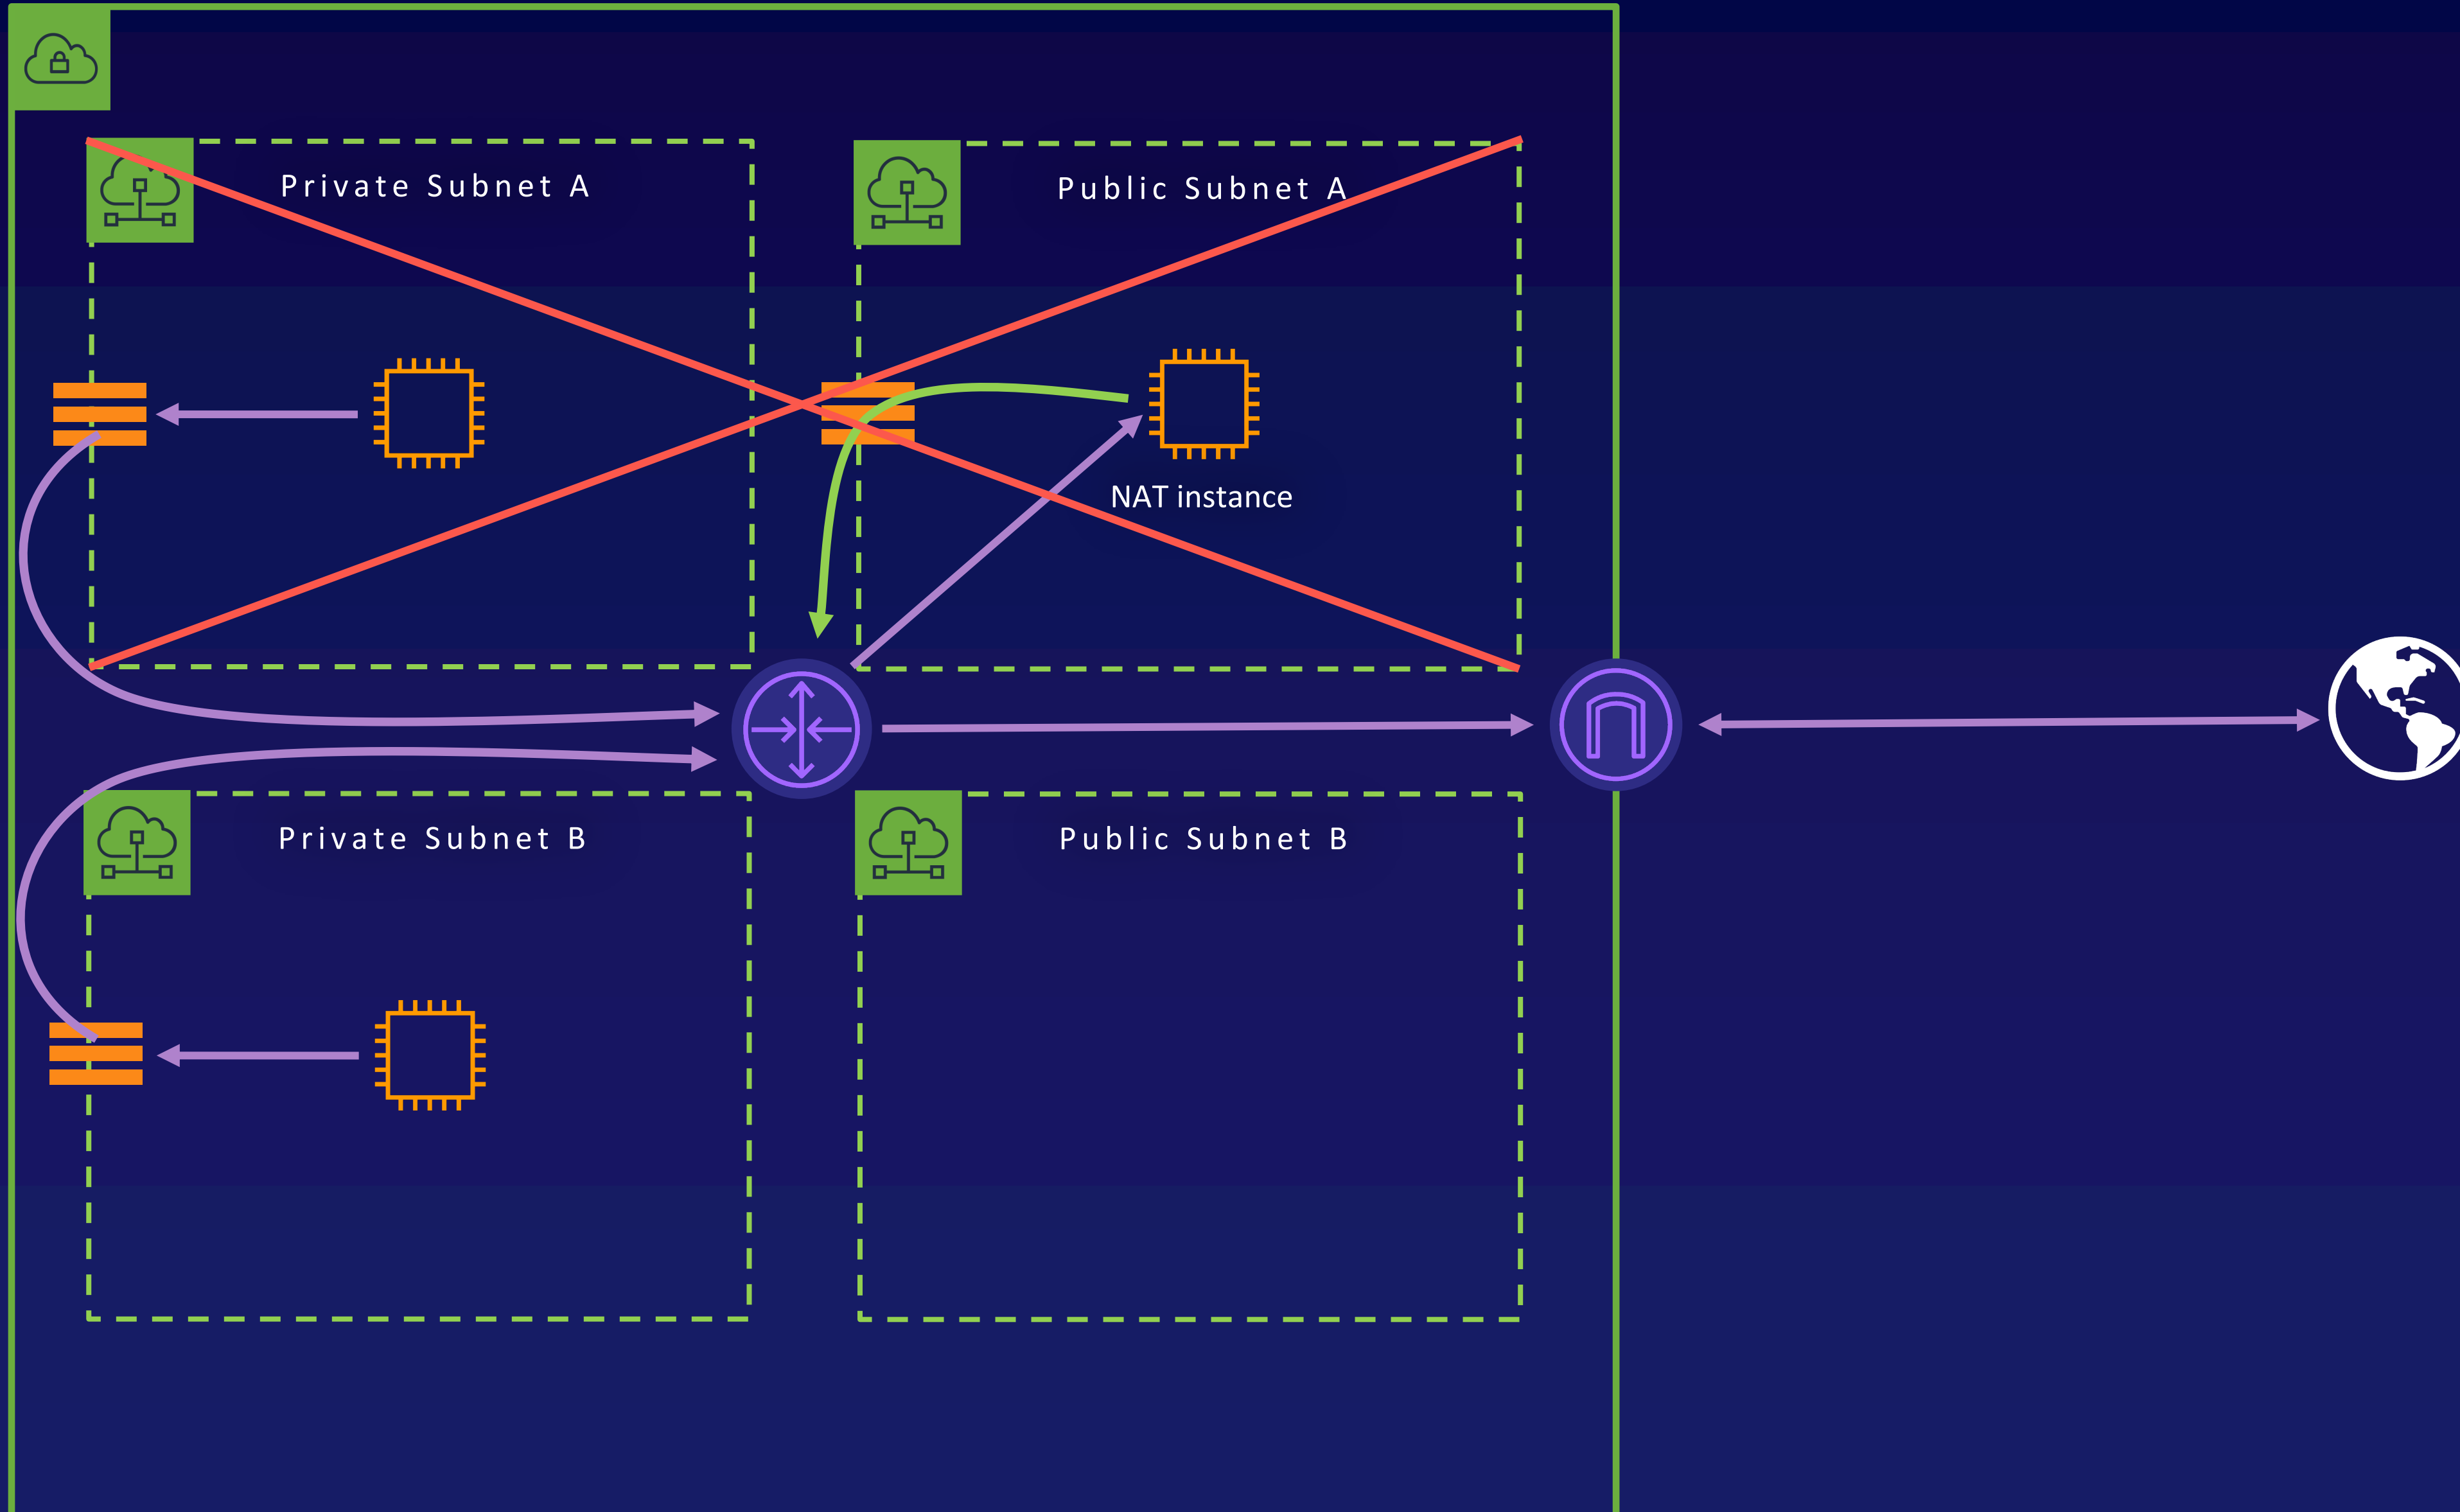 Private Subnet A
Public Subnet A
NAT instance
Private Subnet B
Public Subnet B